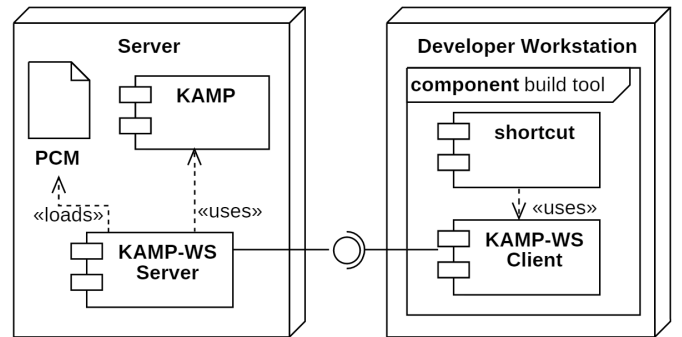 Server
KAMP
PCM
«loads»
«uses»
KAMP-WS
Server
Developer Workstation
component build tool
shortcut
«uses»
KAMP-WS
Client